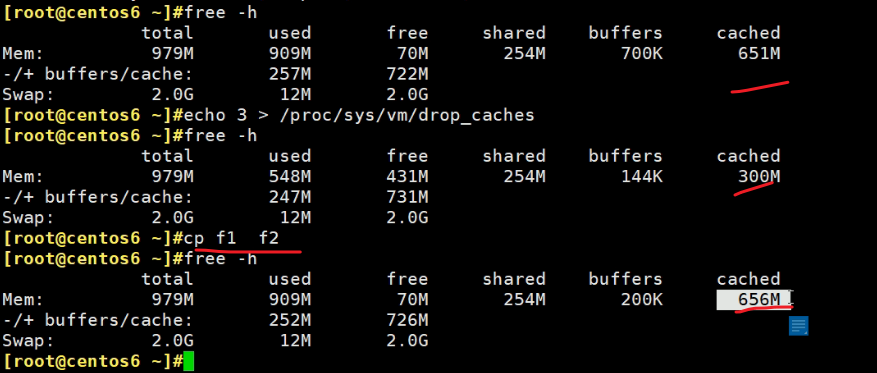 [root@centos6 ~]#free -h
             total       used       free     shared    buffers     cached
Mem:          979M       909M        70M       254M       700K       651M
-/+ buffers/cache:       257M       722M
Swap:         2.0G        12M       2.0G
[root@centos6 ~]#echo 3 > /proc/sys/vm/drop_caches
[root@centos6 ~]#free -h
             total       used       free     shared    buffers     cached
Mem:          979M       548M       431M       254M       144K       300M
-/+ buffers/cache:       247M       731M
Swap:         2.0G        12M       2.0G
[root@centos6 ~]#cp f1  f2
[root@centos6 ~]#free -h
             total       used       free     shared    buffers     cached
Mem:          979M       909M        70M       254M       200K       656M
-/+ buffers/cache:       252M       726M
Swap:         2.0G        12M       2.0G
[root@centos6 ~]#